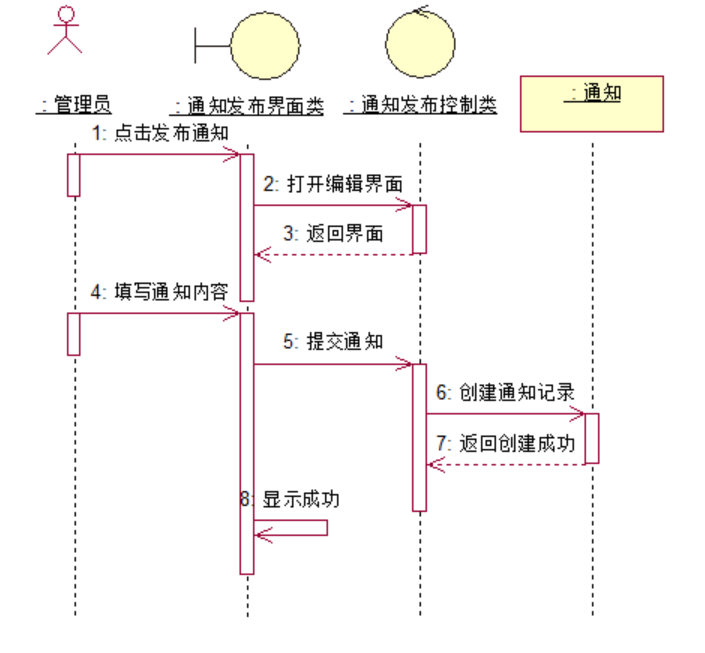 : 管理员
: 通知发布界面类
: 通知发布控制类
: 通知
1: 点击发布通知
2: 打开编辑界面
3: 返回界面
4: 填写通知内容
5: 提交通知
6: 创建通知记录
7: 返回创建成功
8: 显示成功